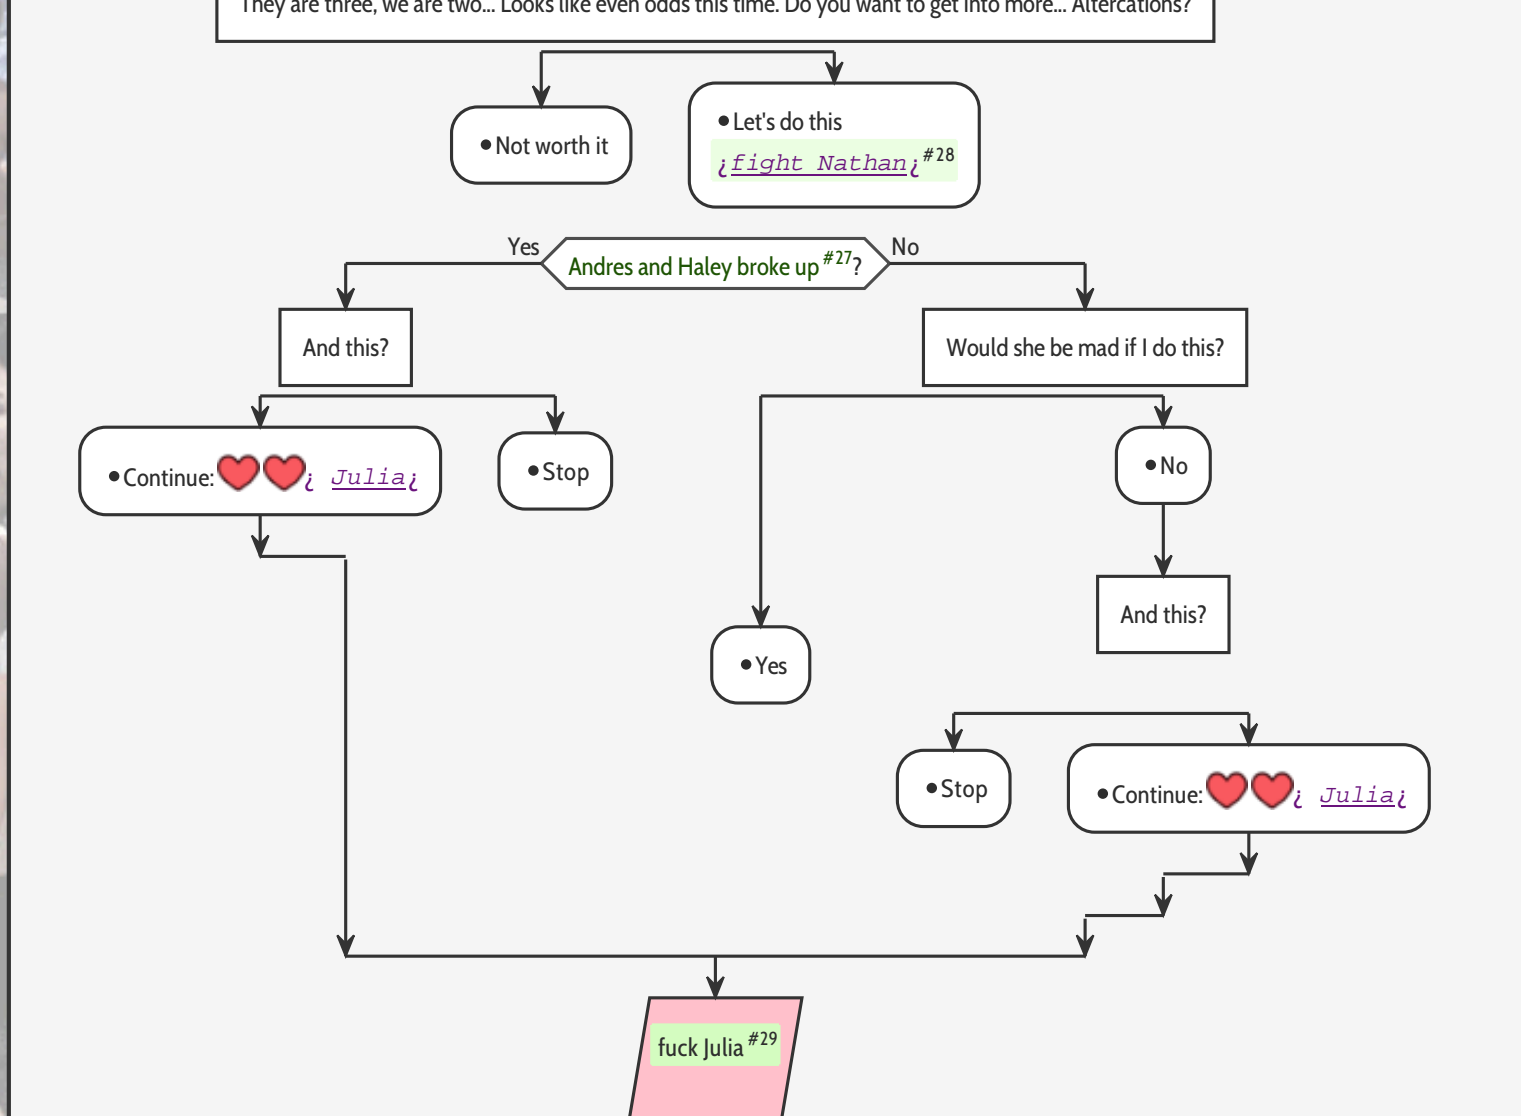 They are three, we are two... Looks like even odds this time. Do you want to get into more... Altercations?
•Not worth it
•Let's do this
¿fight Nathan¿#28
Yes
Andres and Haley broke up#27?
No
And this?
Would she be mad if I do this?
•Continue:❤️❤️¿ Julia¿
•Stop
•No
And this?
•Yes
•Stop
•Continue:❤️❤️¿ Julia¿
fuck Julia#29